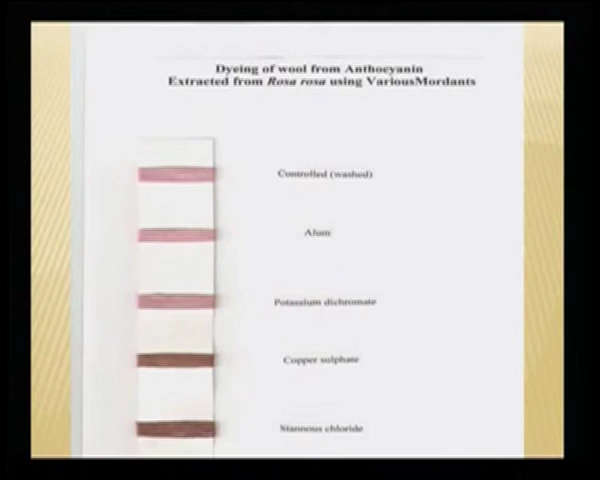 Dyeing of wool from Anthocyanin
Extracted from Rosa rosa using VariousMordants
Controlled (washed)
Alum
Potassium dichromate
Copper sulphate
Stannous chloride